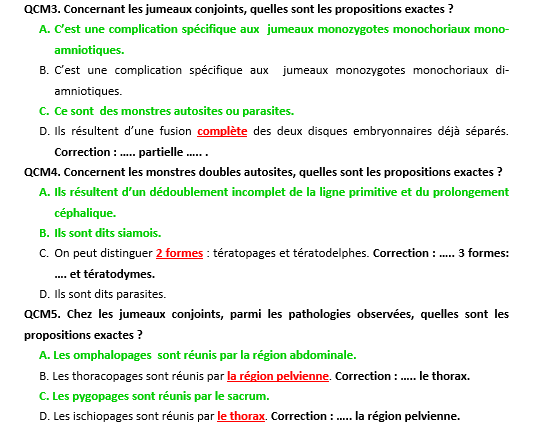 QCM3. Concernant les jumeaux conjoints, quelles sont les propositions exactes ?
A. C'est une complication spécifique aux jumeaux monozygotes monochoriaux mono-
amniotiques.
B. C'est une complication spécifique aux jumeaux monozygotes monochoriaux di-
amniotiques.
C. Ce sont des monstres autosites ou parasites.
D. Ils résultent d'une fusion complète des deux disques embryonnaires déjà séparés.
Correction : ..... partielle ..... .
QCM4. Concernent les monstres doubles autosites, quelles sont les propositions exactes ?
A. Ils résultent d'un dédoublement incomplet de la ligne primitive et du prolongement
céphalique.
B. Ils sont dits siamois.
C. On peut distinguer 2 formes : tératopages et tératodelphes. Correction : ..... 3 formes:
.... et tératodymes.
D. Ils sont dits parasites.
QCM5. Chez les jumeaux conjoints, parmi les pathologies observées, quelles sont les
propositions exactes ?
A. Les omphalopages sont réunis par la région abdominale.
B. Les thoracopages sont réunis par la région pelvienne. Correction : ..... le thorax.
C. Les pygopages sont réunis par le sacrum.
D. Les ischiopages sont réunis par le thorax. Correction : ..... la région pelvienne.